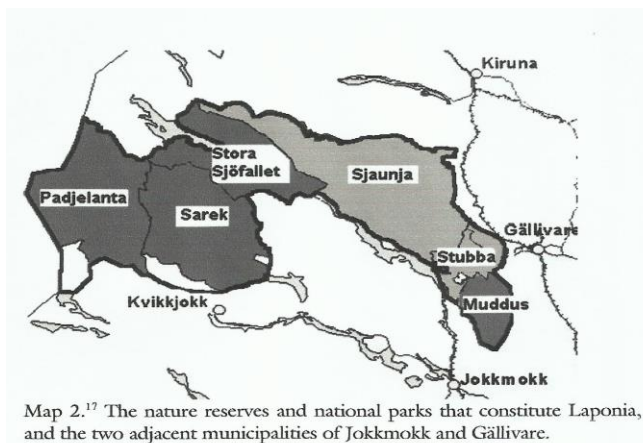 Kiruna
Stora
Sjöfallet
Sjaunja
Padjelanta
Sarek
Gällivare
Stubba
Kvikkjokk
Muddus
Jokkmokk
Map 2.17 The nature reserves and national parks that constitute Laponia,
and the two adjacent municipalities of Jokkmokk and Gällivare.